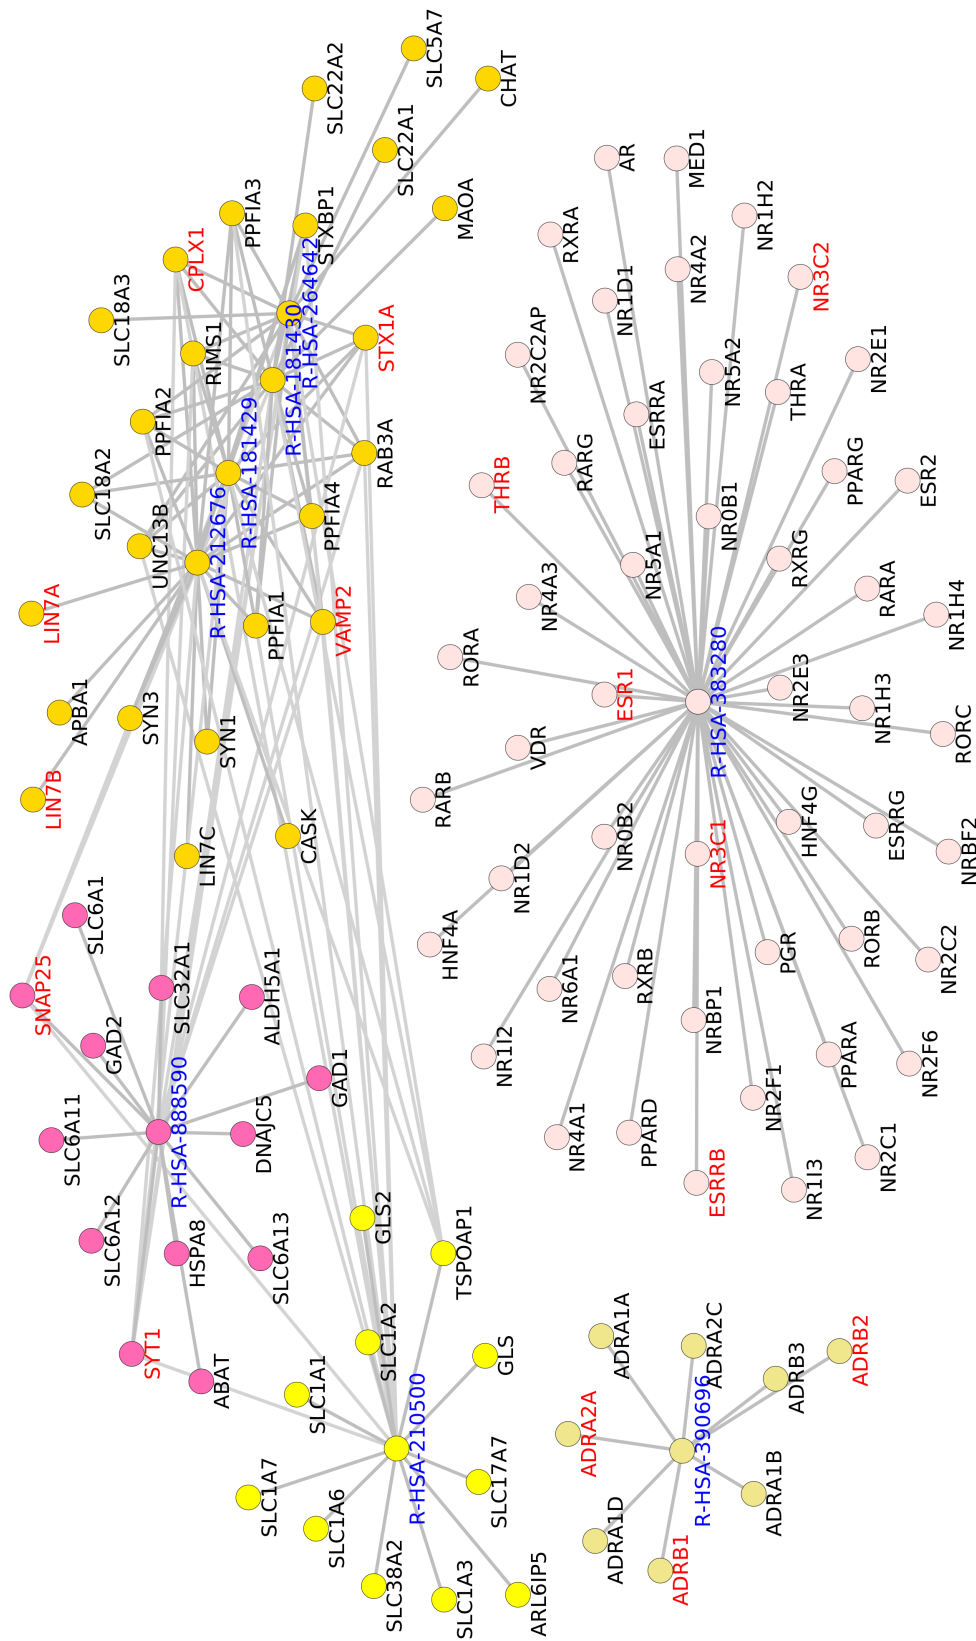 SLC5A7
SLC22A2
CHAT
SLC22A1
PPFIA3
MAOA
STXBP1
CPLX1
R-HSA-264642
SLC18A3
RIMS1
R-HSA-181430
STX1A
PPFIA2
R-HSA-181429
RAB3A
SLC18A2
UNC13B
R-HSA-212676
PPFIA4
LIN7A
PPFIA1
VAMP2
APBA1
SYN3
SYN1
LIN7B
LIN7C
CASK
SLC6A1
SNAP25
SLC32A1
ALDH5A1
GAD2
GAD1
SLC6A11
R-HSA-888590
DNAJC5
SLC6A12
HSPA8
SLC6A13
SYT1
ABAT
GLS2
TSPOAP1
SLC1A2
GLS
SLC1A1
R-HSA-210500
SLC1A7
SLC1A6
SLC17A7
SLC38A2
SLC1A3
ARL6IP5
AR
MED1
RXRA
NR1H2
NR4A2
NR3C2
NR1D1
NR2C2AP
NR5A2
NR2E1
THRA
ESRRA
RARG
PPARG
THRB
ESR2
NR0B1
RXRG
NR5A1
NR4A3
RARA
NR1H4
RORA
ESR1
R-HSA-383280
NR2E3
NR1H3
RORC
VDR
RARB
NR0B2
HNF4G
ESRRG
NRBF2
NR3C1
NR1D2
HNF4A
PGR
RORB
NR2C2
NR6A1
RXRB
NRBP1
NR1I2
PPARA
NR2F6
NR2F1
NR4A1
PPARD
NR2C1
ESRRB
NR1I3
ADRA1A
ADRA2C
ADRB2
ADRB3
ADRA2A
R-HSA-390696
ADRA1B
ADRA1D
ADRB1